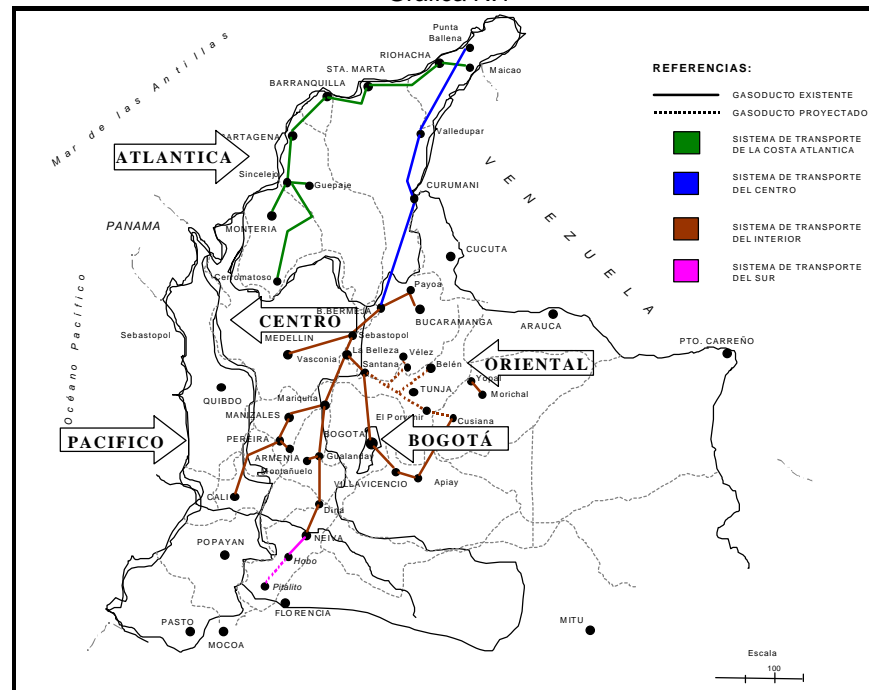 Punta
Ballena
RIOHACHA
STA. MARTA
Maicao
BARRANQUILLA
Mar de las Antillas
REFERENCIAS:
GASODUCTO EXISTENTE
GASODUCTO PROYECTADO
SISTEMA DE TRANSPORTE
DE LA COSTA ATLANTICA
SISTEMA DE TRANSPORTE
DEL CENTRO
SISTEMA DE TRANSPORTE
DEL INTERIOR
SISTEMA DE TRANSPORTE
DEL SUR
Valledupar
ARTAGENA
ATLANTICA
Sincelejo
Guepaje
CURUMANI
VENEZUELA
MONTERIA
PANAMA
CUCUTA
Cerromatoso
Payoa
Océano Pacífico
B.BERMEJA
BUCARAMANGA
ARAUCA
CENTRO
Sebastopol
Sebastopol
MEDELLIN
PTO. CARREÑO
Vasconia
La Belleza
Vélez
Santana
Belén
ORIENTAL
Yopal
QUIBDO
TUNJA
Morichal
Mariquita
MANIZALES
El Porvenir
Cusiana
PACIFICO
PEREIRA
BOGOTA
BOGOTÁ
ARMENIA
Gualanday
Montañuelo
VILLAVICENCIO
Apiay
CALI
Dina
NEIVA
POPAYAN
Hobo
Pitalito
FLORENCIA
PASTO
MOCOA
MITU
Escala
100